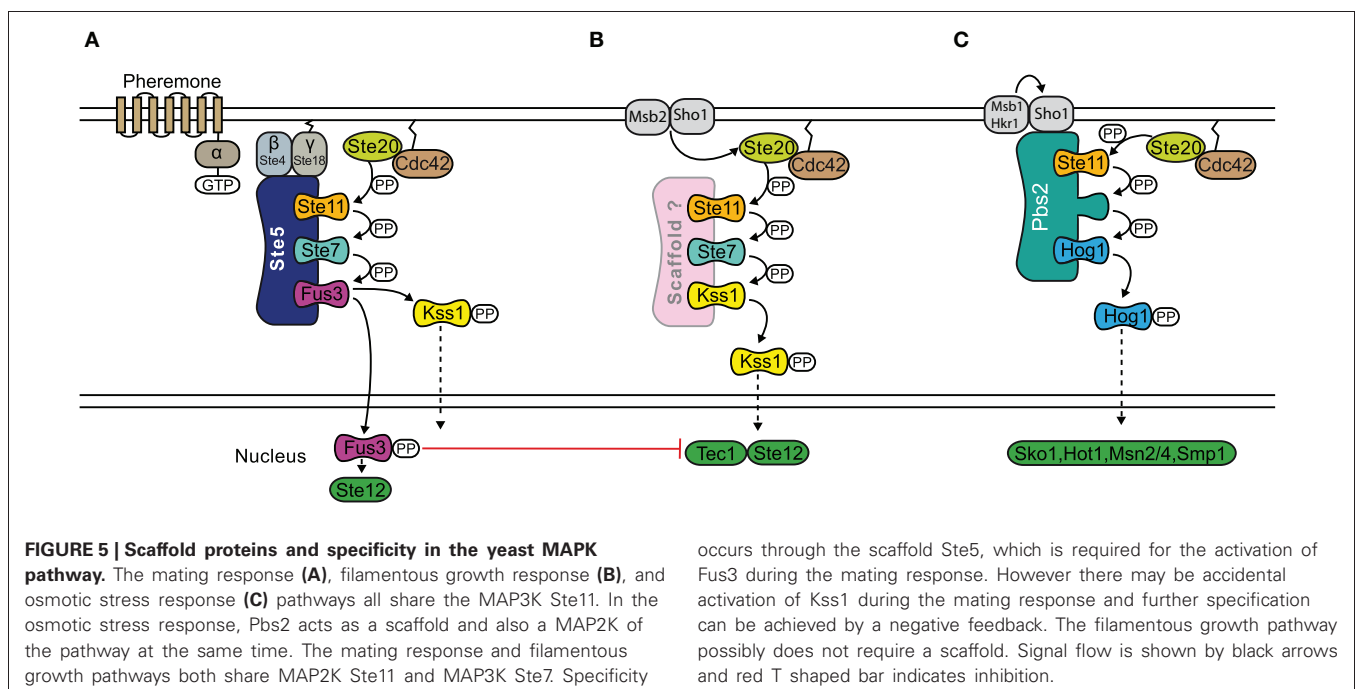 A
B
C
Pheremone
α
GTP
β
Ste4
γ
Ste18
Ste20
Cdc42
PP
Ste11
PP
Ste7
PP
Fus3
Ste5
Kss1
PP
Nucleus
Fus3
PP
Ste12
Msb2
Sho1
Ste20
Cdc42
PP
Scaffold ?
Ste11
PP
Ste7
PP
Kss1
Kss1
PP
Tec1
Ste12
Msb1
Hkr1
Sho1
PP
Ste20
Cdc42
Ste11
PP
Pbs2
PP
Hog1
Hog1
PP
Sko1,Hot1,Msn2/4,Smp1
FIGURE 5 | Scaffold proteins and specificity in the yeast MAPK
pathway. The mating response (A), filamentous growth response (B), and
osmotic stress response (C) pathways all share the MAP3K Ste11. In the
osmotic stress response, Pbs2 acts as a scaffold and also a MAP2K of
the pathway at the same time. The mating response and filamentous
growth pathways both share MAP2K Ste11 and MAP3K Ste7. Specificity
occurs through the scaffold Ste5, which is required for the activation of
Fus3 during the mating response. However there may be accidental
activation of Kss1 during the mating response and further specification
can be achieved by a negative feedback. The filamentous growth pathway
possibly does not require a scaffold. Signal flow is shown by black arrows
and red T shaped bar indicates inhibition.